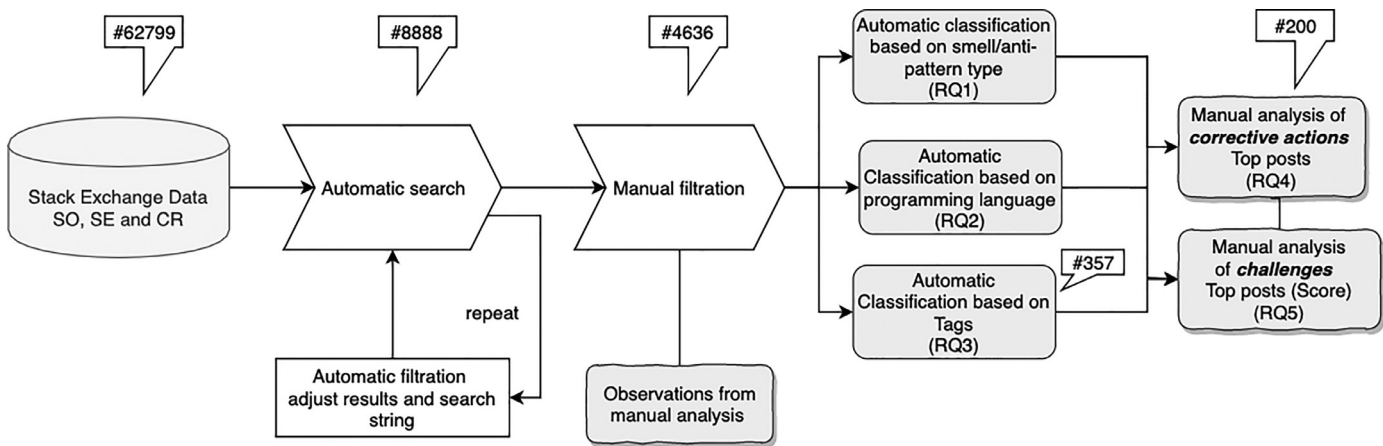 #62799
Stack Exchange Data
SO, SE and CR
#8888
Automatic search
repeat
Automatic filtration
adjust results and search
string
#4636
Manual filtration
Observations from
manual analysis
Automatic classification
based on smell/anti-
pattern type
(RQ1)
Automatic
Classification based on
programming language
(RQ2)
#357
Automatic
Classification based on
Tags
(RQ3)
#200
Manual analysis of
corrective actions
Top posts
(RQ4)
Manual analysis
of challenges
Top posts (Score)
(RQ5)